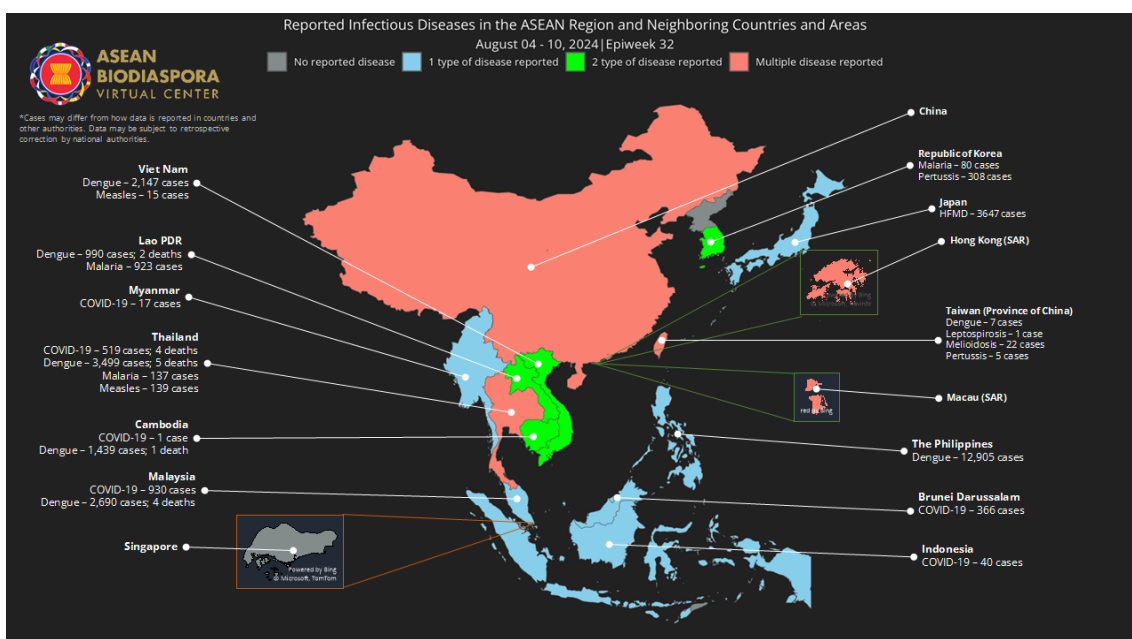 Reported Infectious Diseases in the ASEAN Region and Neighboring Countries and Areas
August 04 - 10, 2024|Epiweek 32
No reported disease
1 type of disease reported
2 type of disease reported
Multiple disease reported
ASEAN
BIODIASPORA
VIRTUAL CENTER
*Cases may differ from how data is reported in countries and
other authorities. Data may be subject to retrospective
correction by national authorities.
Viet Nam
Dengue – 2,147 cases
Measles – 15 cases
Lao PDR
Dengue – 990 cases; 2 deaths
Malaria – 923 cases
Myanmar
COVID-19 – 17 cases
Thailand
COVID-19 – 519 cases; 4 deaths
Dengue – 3,499 cases; 5 deaths
Malaria – 137 cases
Measles – 139 cases
Cambodia
COVID-19 – 1 case
Dengue – 1,439 cases; 1 death
Malaysia
COVID-19 – 930 cases
Dengue – 2,690 cases; 4 deaths
Singapore
Powered by Bing
© Microsoft, TomTom
China
Republic of Korea
Malaria – 80 cases
Pertussis – 308 cases
Japan
HFMD – 3647 cases
Hong Kong (SAR)
Taiwan (Province of China)
Dengue – 7 cases
Leptospirosis – 1 case
Melioidosis – 22 cases
Pertussis – 5 cases
Macau (SAR)
red by Bing
The Philippines
Dengue – 12,905 cases
Brunei Darussalam
COVID-19 – 366 cases
Indonesia
COVID-19 – 40 cases